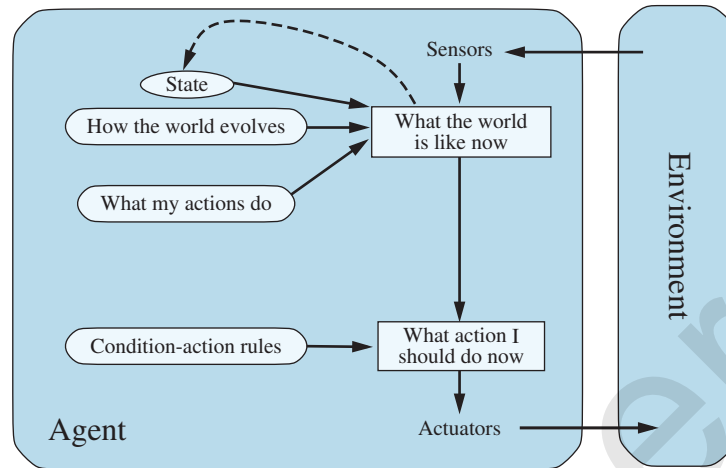 Sensors
State
How the world evolves
What the world
is like now
What my actions do
Condition-action rules
What action I
should do now
Agent
Actuators
Environment